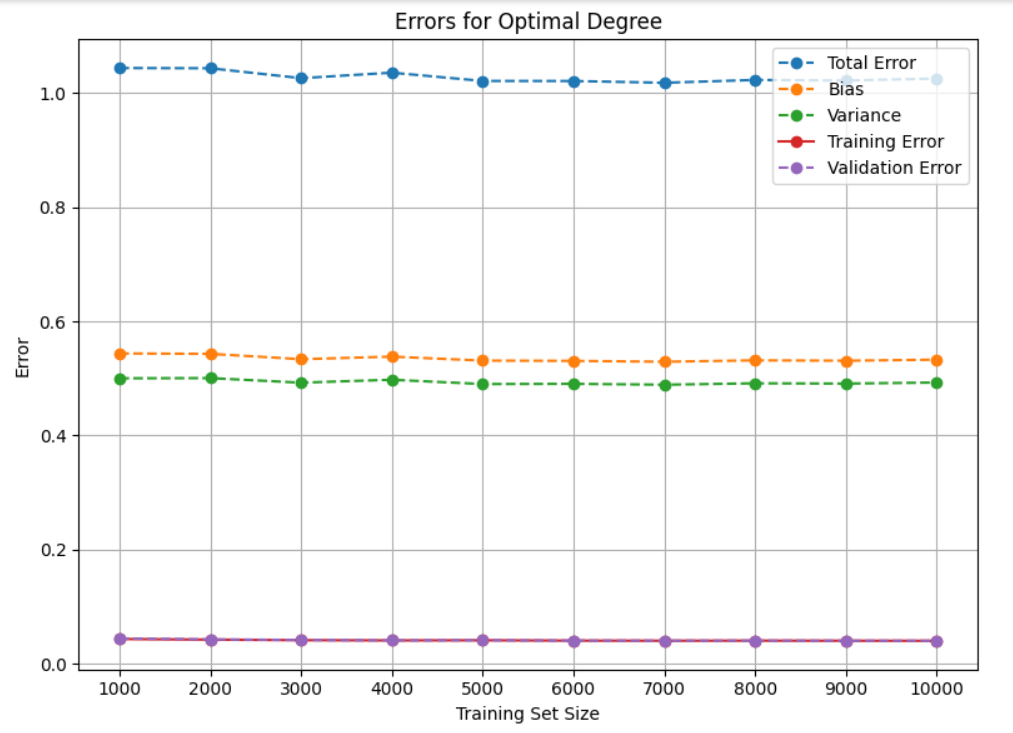 Errors for Optimal Degree
Total Error
Bias
Variance
Training Error
Validation Error
1.0
0.8
0.6
0.4
0.2
0.0
Error
1000 2000 3000 4000 5000 6000 7000 8000 9000 10000
Training Set Size